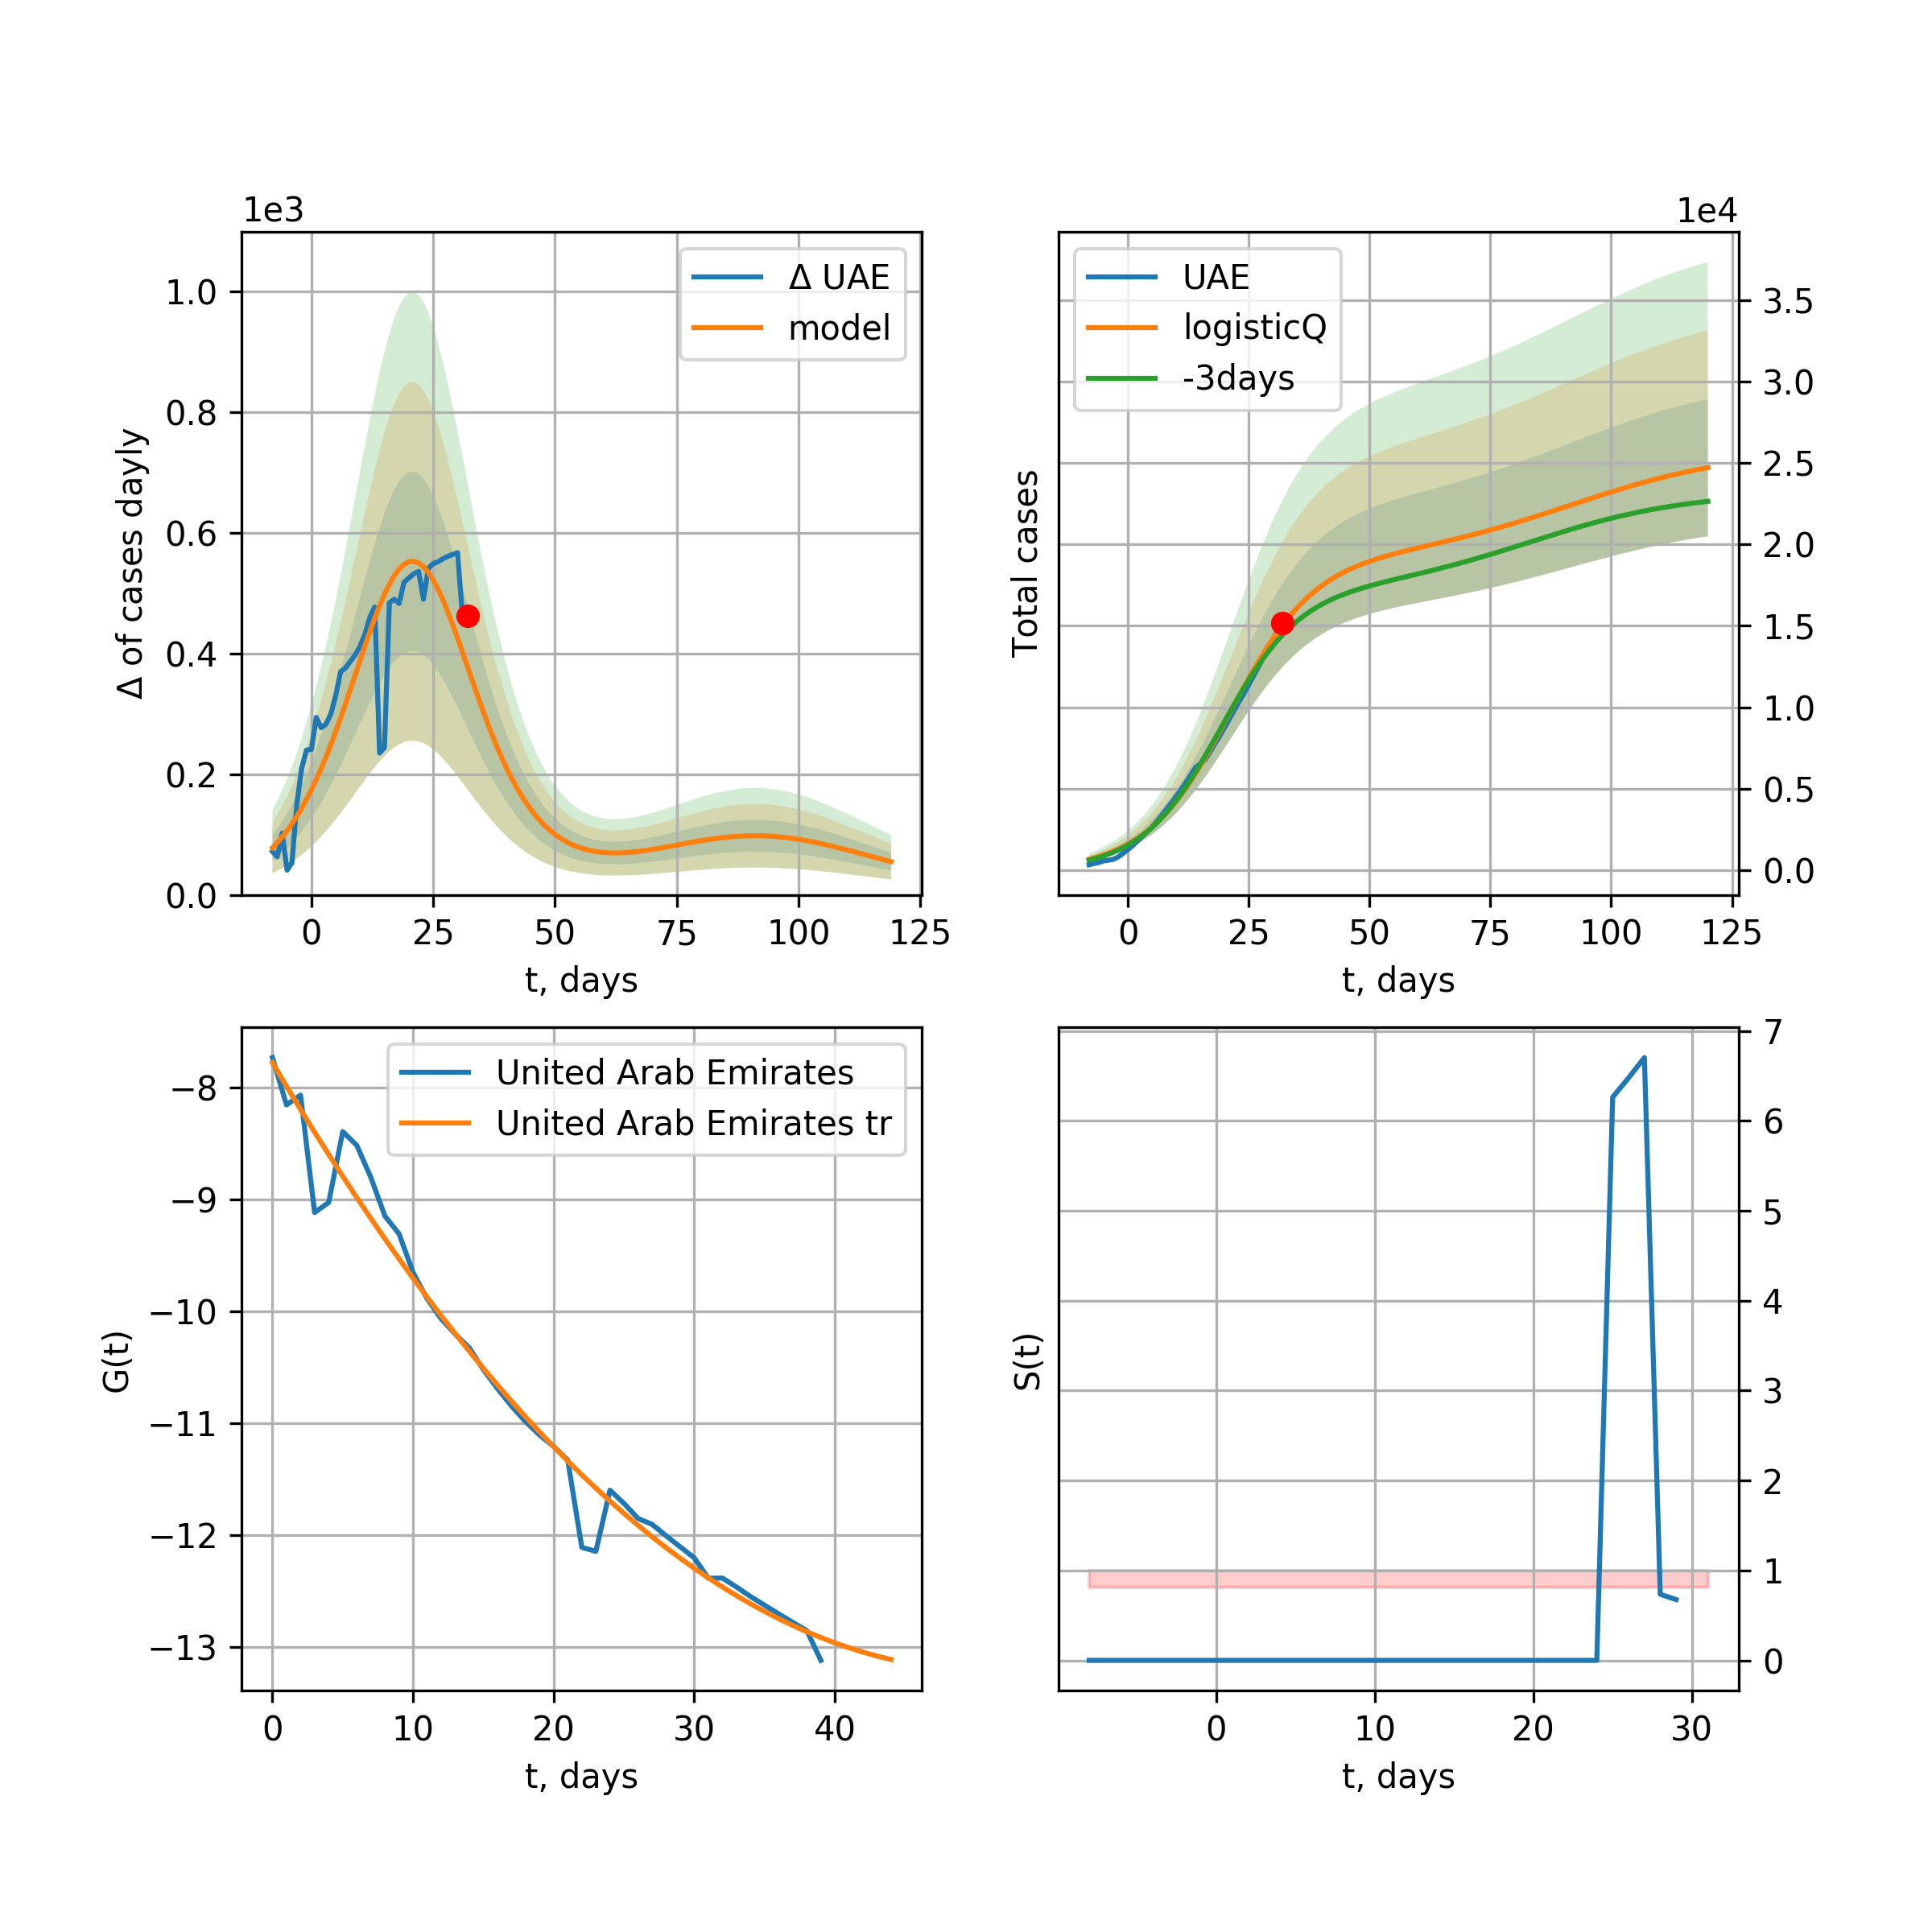 1e3
Δ UAE
model
1.0
0.8
0.6
0.4
0.2
0.0
Δ of cases dayly
0
25
50
75
100
125
t, days
1e4
UAE
logisticQ
-3days
3.5
3.0
2.5
2.0
1.5
1.0
0.5
0.0
Total cases
0
25
50
75
100
125
t, days
United Arab Emirates
United Arab Emirates tr
−8
−9
−10
−11
−12
−13
G(t)
0
10
20
30
40
t, days
7
6
5
4
3
2
1
0
S(t)
0
10
20
30
t, days